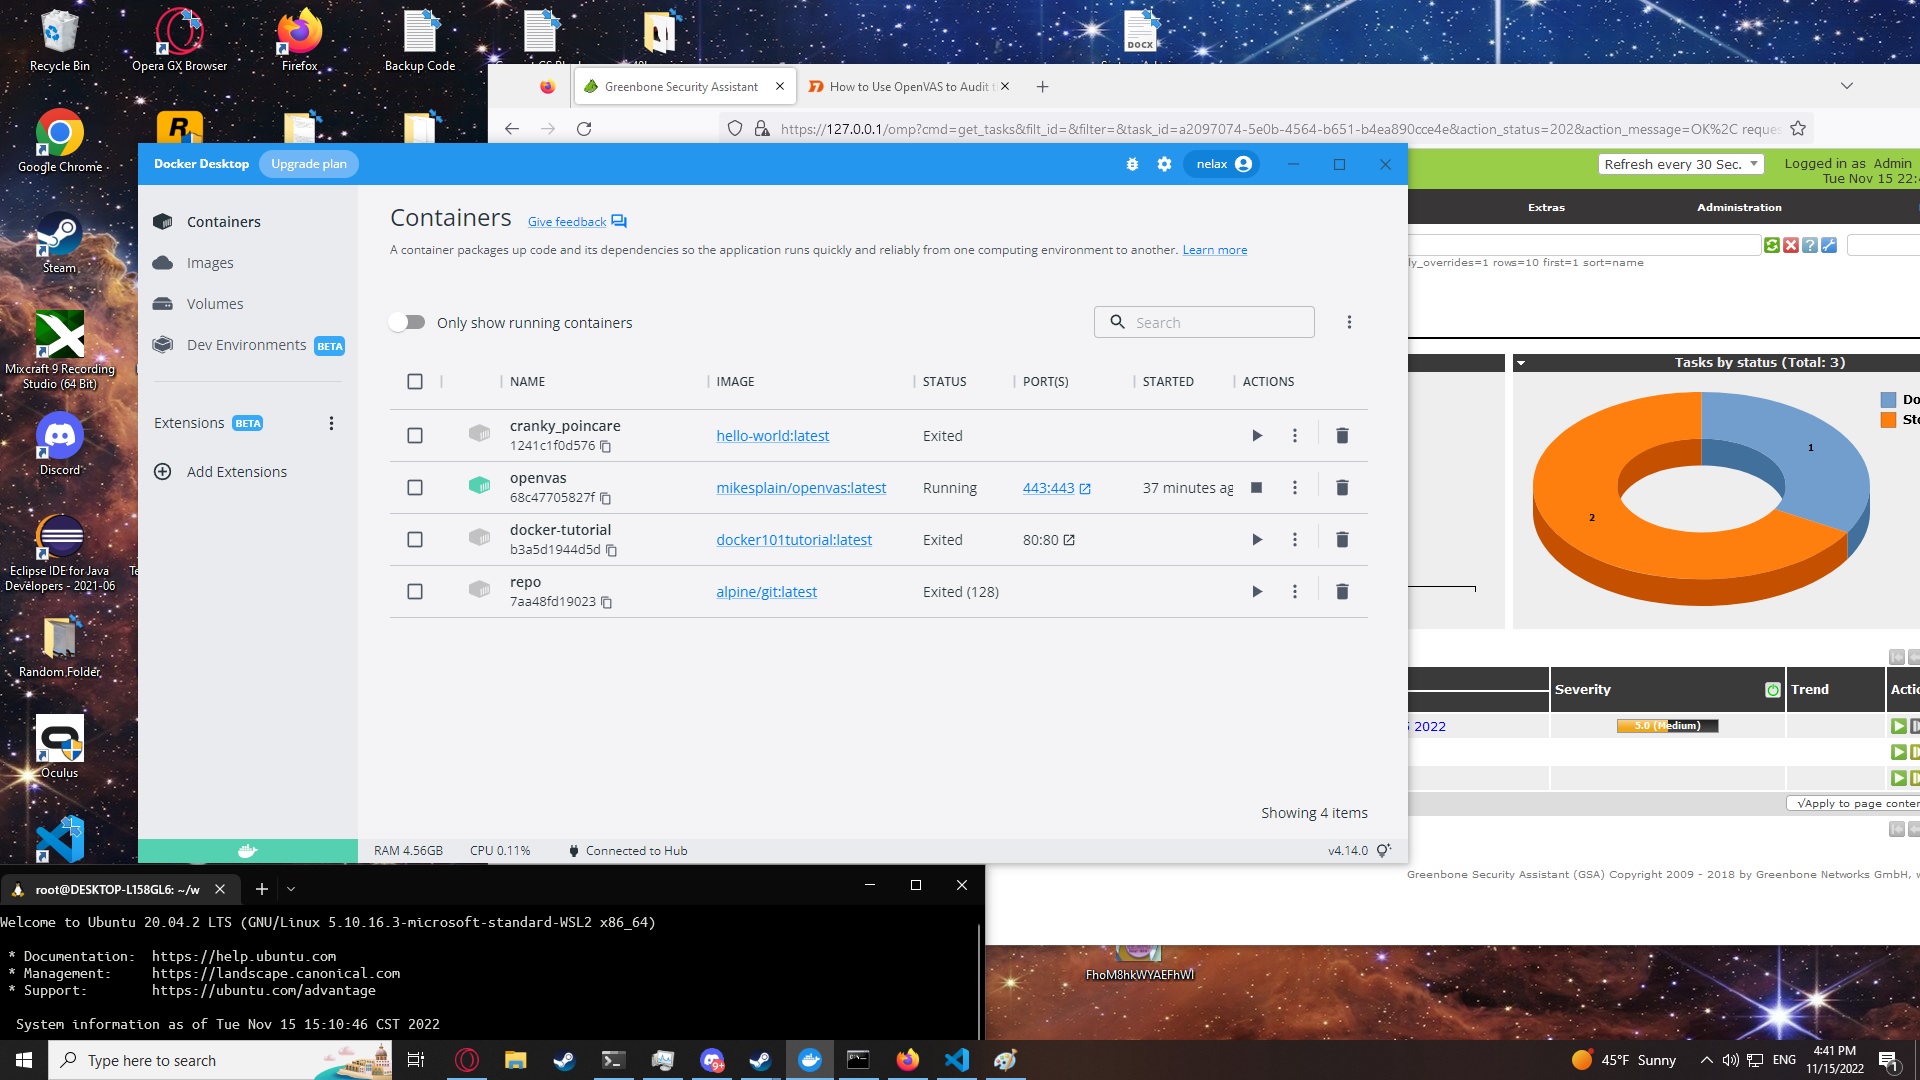 Recycle Bin
Opera GX Browser
Firefox
Backup Code
DOCX
Google Chrome
Steam
Mixcraft 9 Recording
Studio (64 Bit)
Discord
Eclipse IDE for Java
Developers - 2021-06
Random Folder
Oculus
Greenbone Security Assistant
How to Use OpenVAS to Audit t
https://127.0.0.1/omp?cmd=get_tasks&filt_id=&filter=&task_id=a2097074-5e0b-4564-b651-b4ea890cce4e&action_status=202&action_message=OK%2C reques
Refresh every 30 Sec.
Logged in as Admin
Tue Nov 15 22:
Extras
Administration
ly_overrides=1 rows=10 first=1 sort=name
Tasks by status (Total: 3)
Do
Sto
1
2
Severity
Trend
Actio
5 2022
5.0 (Medium)
√Apply to page conten
Greenbone Security Assistant (GSA) Copyright 2009 - 2018 by Greenbone Networks GmbH, w
Docker Desktop
Upgrade plan
nelax
Containers
Images
Volumes
Dev Environments BETA
Extensions BETA
Add Extensions
Containers
Give feedback
A container packages up code and its dependencies so the application runs quickly and reliably from one computing environment to another. Learn more
Only show running containers
Search
NAME
IMAGE
STATUS
PORT(S)
STARTED
ACTIONS
cranky_poincare
1241c1f0d576
hello-world:latest
Exited
openvas
68c47705827f
mikesplain/openvas:latest
Running
443:443
37 minutes ag
docker-tutorial
b3a5d1944d5d
docker101tutorial:latest
Exited
80:80
repo
7aa48fd19023
alpine/git:latest
Exited (128)
Showing 4 items
RAM 4.56GB
CPU 0.11%
Connected to Hub
v4.14.0
root@DESKTOP-L158GL6: ~/w
Welcome to Ubuntu 20.04.2 LTS (GNU/Linux 5.10.16.3-microsoft-standard-WSL2 x86_64)
* Documentation: https://help.ubuntu.com
* Management: https://landscape.canonical.com
* Support: https://ubuntu.com/advantage
System information as of Tue Nov 15 15:10:46 CST 2022
FhoM8hkWYAEFhWl
Type here to search
9+
45°F Sunny
ENG
4:41 PM
11/15/2022
1